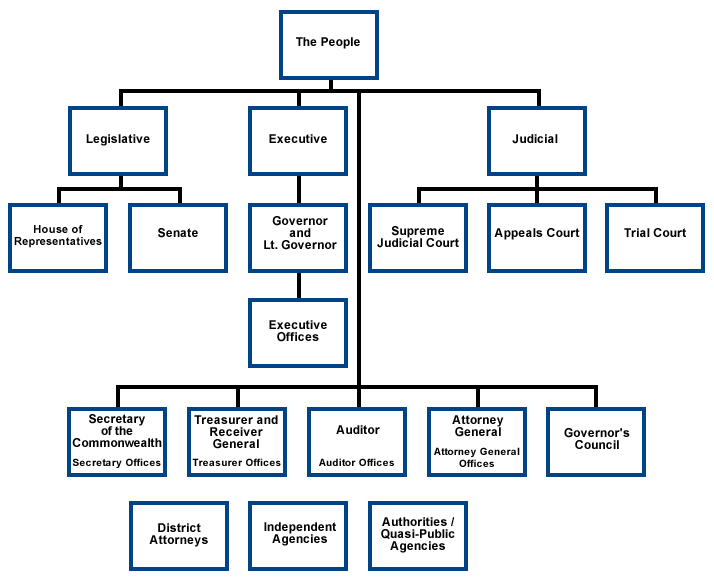 The People
Legislative
Executive
Judicial
House of
Representatives
Senate
Governor
and
Lt. Governor
Supreme
Judicial Court
Appeals Court
Trial Court
Executive
Offices
Secretary
of the
Commonwealth
Secretary Offices
Treasurer and
Receiver
General
Treasurer Offices
Auditor
Auditor Offices
Attorney
General
Attorney General
Offices
Governor's
Council
District
Attorneys
Independent
Agencies
Authorities /
Quasi-Public
Agencies